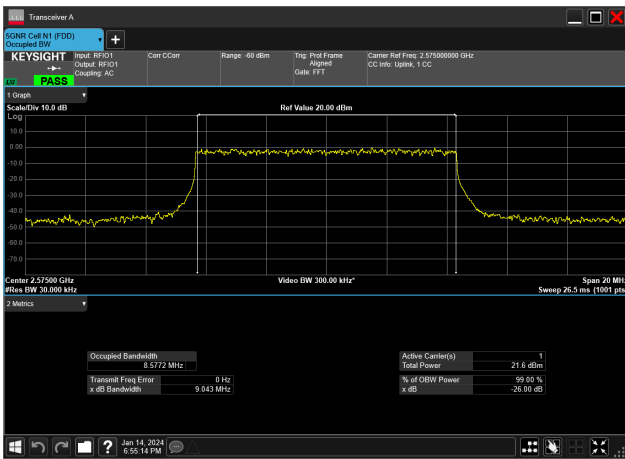 Transceiver A
5GNR Cell N1 (FDD)
Occupied BW
KEYSIGHT
Input: RFIO1
Output: RFIO1
Coupling: AC
Corr CCorr
Range: -60 dBm
Trig: Prot Frame
Aligned
Gate: FFT
Carrier Ref Freq: 2.575000000 GHz
CC Info: Uplink, 1 CC
PASS
1 Graph
Scale/Div 10.0 dB
Ref Value 20.00 dBm
Log
10.0
0.00
-10.0
-20.0
-30.0
-40.0
-50.0
-60.0
-70.0
Center 2.57500 GHz
Video BW 300.00 kHz*
Span 20 MHz
#Res BW 30.000 kHz
Sweep 26.5 ms (1001 pts
2 Metrics
Occupied Bandwidth
8.5772 MHz
Active Carrier(s) 1
Total Power 21.6 dBm
Transmit Freq Error 0 Hz
x dB Bandwidth 9.043 MHz
% of OBW Power 99.00 %
x dB -26.00 dB
Jan 14, 2024
6:55:14 PM